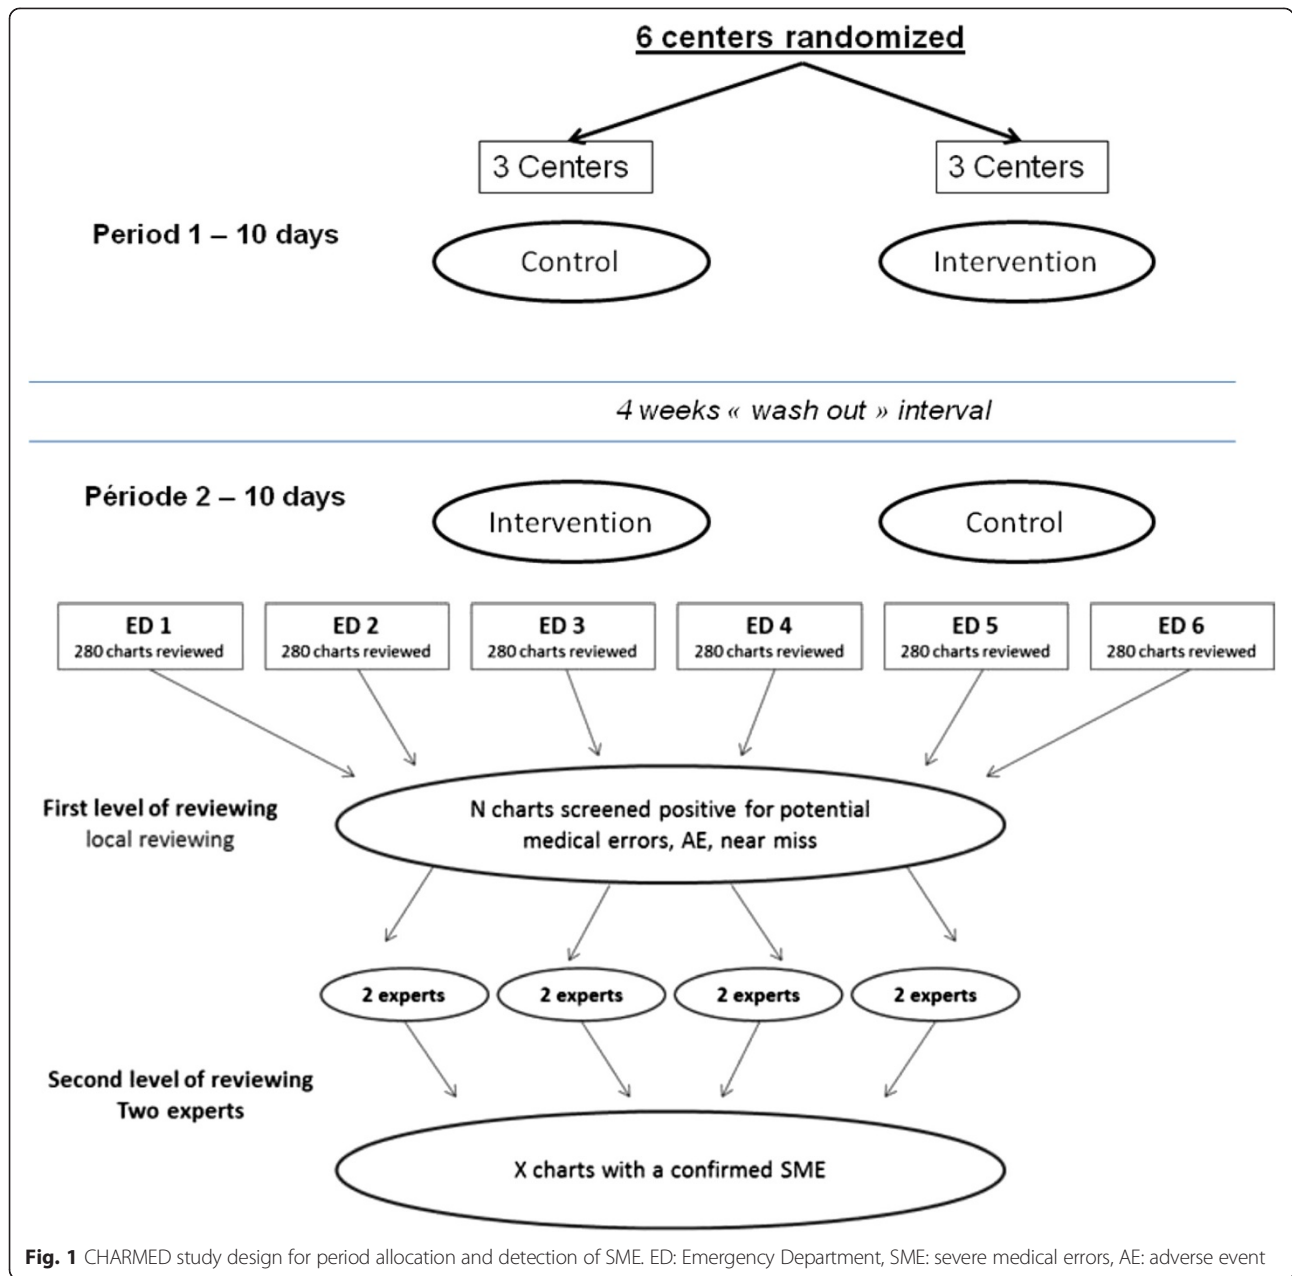 6 centers randomized
3 Centers
3 Centers
Period 1 – 10 days
Control
Intervention
4 weeks « wash out » interval
Période 2 – 10 days
Intervention
Control
ED 1
280 charts reviewed
ED 2
280 charts reviewed
ED 3
280 charts reviewed
ED 4
280 charts reviewed
ED 5
280 charts reviewed
ED 6
280 charts reviewed
First level of reviewing
local reviewing
N charts screened positive for potential
medical errors, AE, near miss
2 experts
2 experts
2 experts
2 experts
Second level of reviewing
Two experts
X charts with a confirmed SME
Fig. 1 CHARMED study design for period allocation and detection of SME. ED: Emergency Department, SME: severe medical errors, AE: adverse event